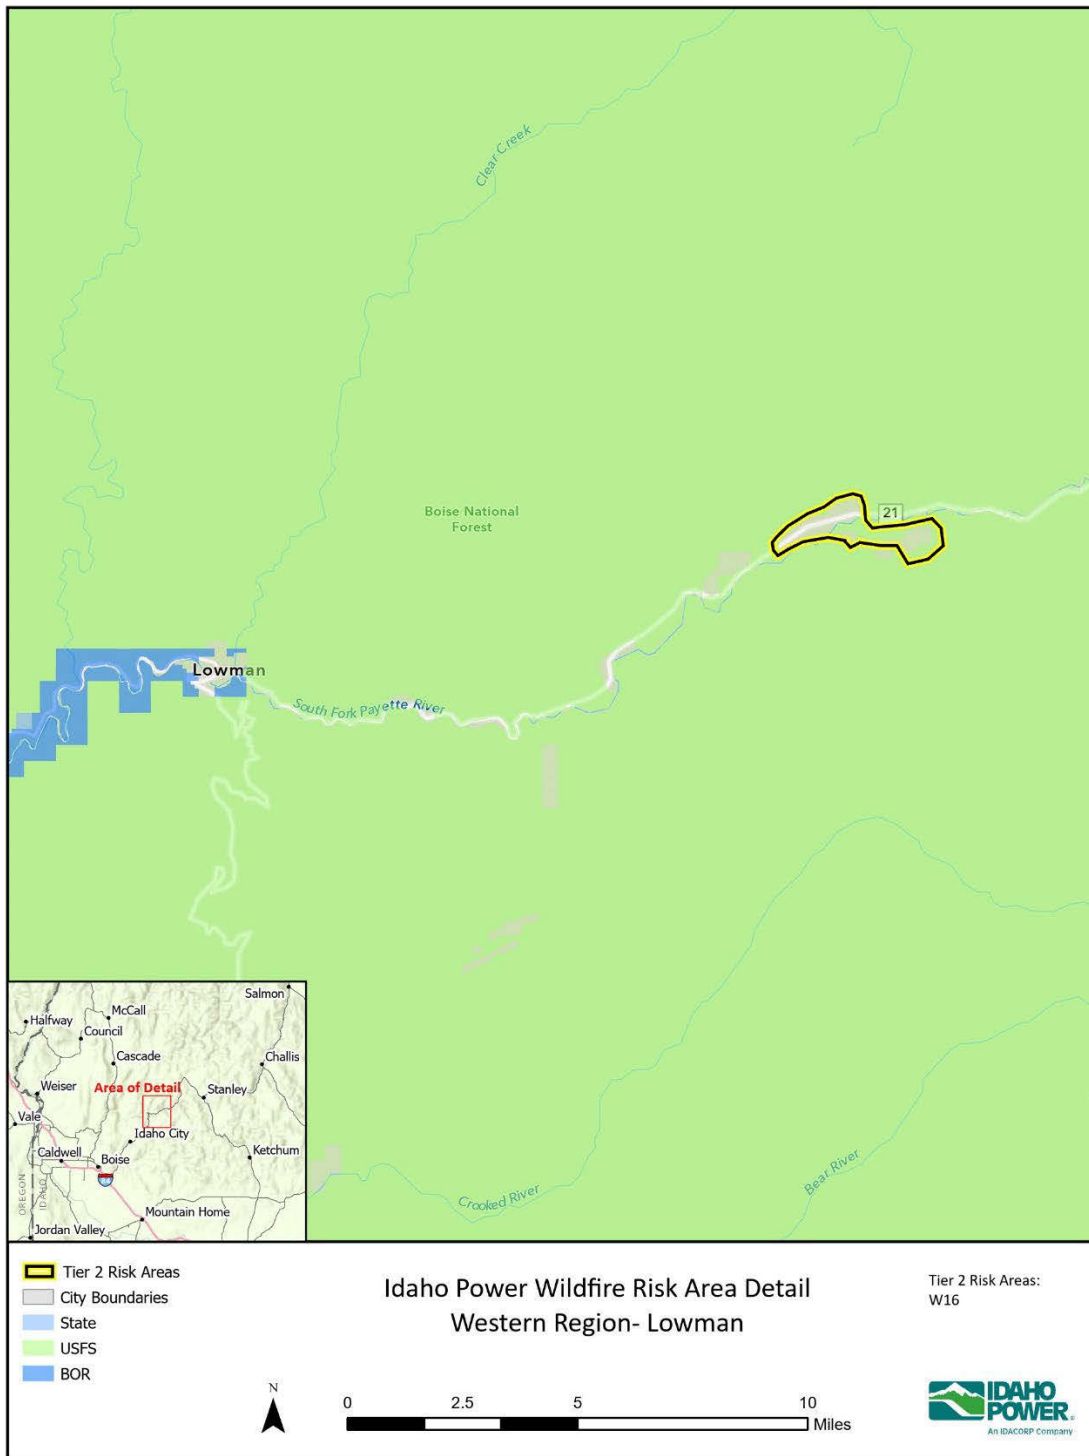 Clear Creek
Boise National
Forest
21
Lowman
South Fork Payette River
Crooked River
Bear River
Salmon
McCall
Halfway
Council
Cascade
Challis
Area of Detail
Weiser
Stanley
Vale
Idaho City
Caldwell
Boise
Ketchum
84
OREGON
IDAHO
Mountain Home
Jordan Valley
Tier 2 Risk Areas
City Boundaries
State
USFS
BOR
Idaho Power Wildfire Risk Area Detail
Western Region- Lowman
Tier 2 Risk Areas:
W16
N
0 2.5 5 10
Miles
IDAHO
POWER®
An IDACORP Company